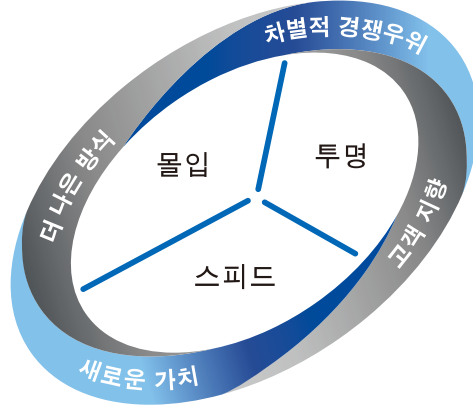 차별적 경쟁우위
더 나은 방식
몰입
투명
고객 지향
스피드
새로운 가치